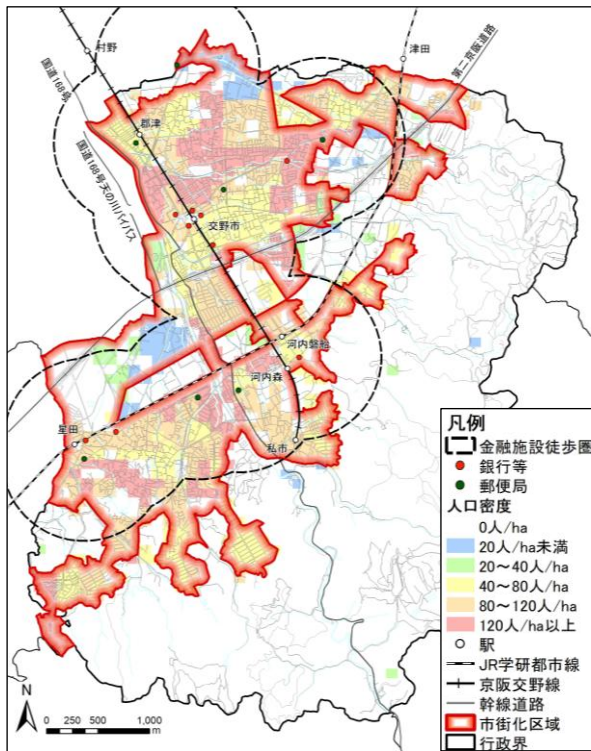 村野
津田
第二京阪道路
国道168号
郡津
国道168号天の川バイパス
交野市
河内磐船
河内森
星田
私市
凡例
金融施設徒歩圏
銀行等
郵便局
人口密度
0人/ha
20人/ha未満
20～40人/ha
40～80人/ha
80～120人/ha
120人/ha以上
駅
JR学研都市線
京阪交野線
幹線道路
市街化区域
行政界
N
0 250 500 1,000
m